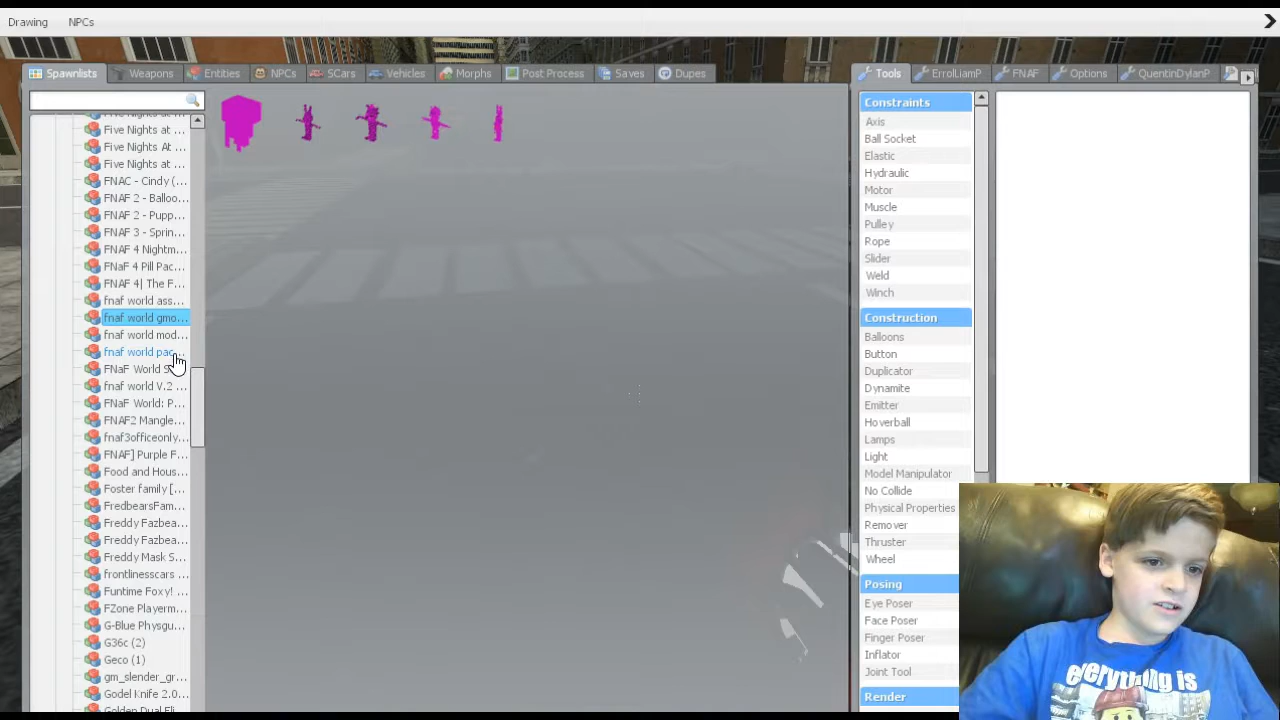 Drawing NPCs
Spawnlists Weapons Entities NPCs SCars Vehicles Morphs Post Process Saves Dupes
Tools ErrolLiamP FNAF Options QuentinDylanP
Five Nights at ...
Five Nights At ...
Five Nights at ...
FNAC - Cindy (...
FNAF 2 - Balloo...
FNAF 2 - Pupp...
FNAF 3 - Sprin...
FNAF 4 Nightm...
FNaF 4 Pill Pac...
FNAF 4| The F...
fnaf world ass...
fnaf world gmo...
fnaf world mod...
fnaf world pac...
FNaF World S
fnaf world V.2 ...
FNaF World: P...
FNAF2 Mangle...
fnaf3officeonly...
FNAF] Purple F...
Food and Hous...
Foster family [...
FredbearsFam...
Freddy Fazbea...
Freddy Fazbea...
Freddy Mask S...
frontlinesscars ...
Funtime Foxy! ...
FZone Playerm...
G-Blue Physgu...
G36c (2)
Geco (1)
gm_slender_gr...
Godel Knife 2.0...
Constraints
Axis
Ball Socket
Elastic
Hydraulic
Motor
Muscle
Pulley
Rope
Slider
Weld
Winch
Construction
Balloons
Button
Duplicator
Dynamite
Emitter
Hoverball
Lamps
Light
Model Manipulator
No Collide
Physical Properties
Remover
Thruster
Wheel
Posing
Eye Poser
Face Poser
Finger Poser
Inflator
Joint Tool
Render
everything is